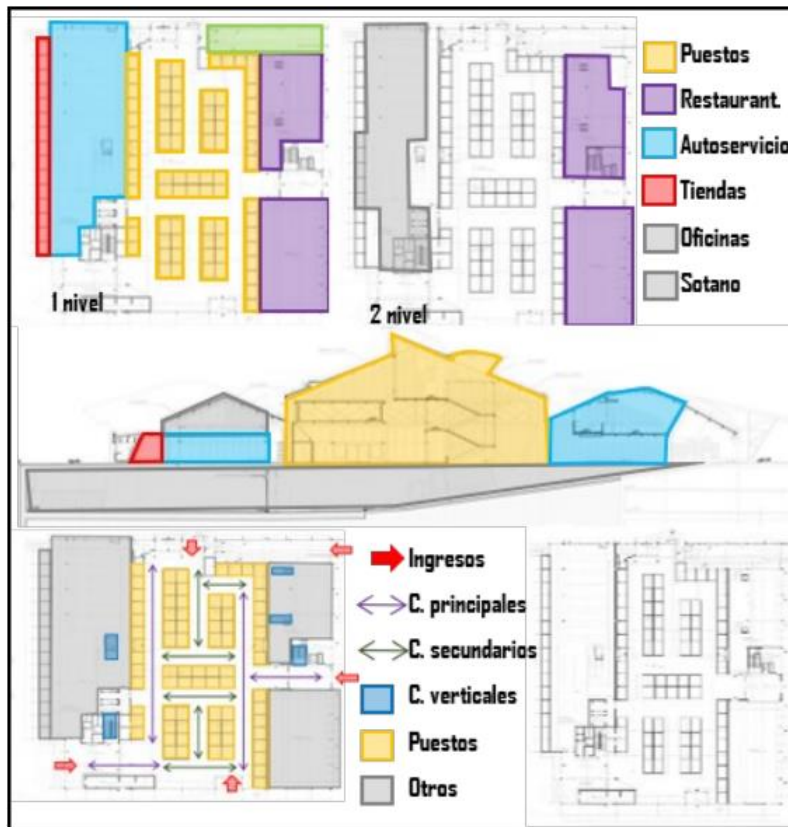 Puestos
Restaurant.
Autoservicio
Tiendas
Oficinas
Sotano
1 nivel
2 nivel
Ingresos
C. principales
C. secundarios
C. verticales
Puestos
Otros